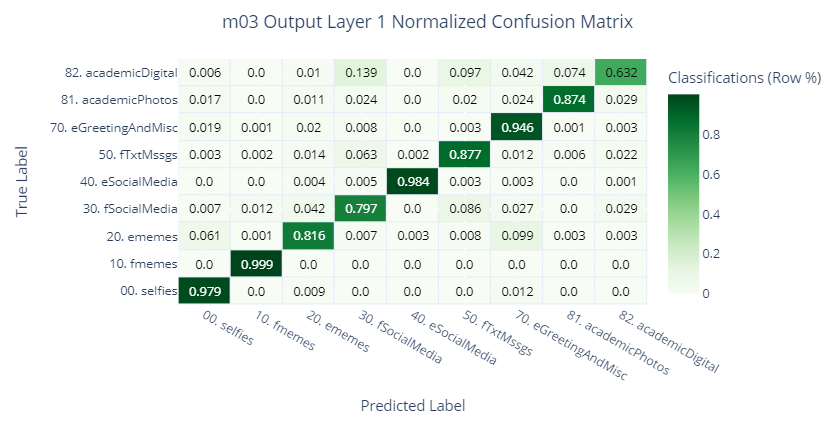 m03 Output Layer 1 Normalized Confusion Matrix
True Label
82. academicDigital 0.006 0.0 0.01 0.139 0.0 0.097 0.042 0.074 0.632
81. academicPhotos 0.017 0.0 0.011 0.024 0.0 0.02 0.024 0.874 0.029
70. eGreetingAndMisc 0.019 0.001 0.02 0.008 0.0 0.003 0.946 0.001 0.003
50. fTxtMssgs 0.003 0.002 0.014 0.063 0.002 0.877 0.012 0.006 0.022
40. eSocialMedia 0.0 0.0 0.004 0.005 0.984 0.003 0.003 0.0 0.001
30. fSocialMedia 0.007 0.012 0.042 0.797 0.0 0.086 0.027 0.0 0.029
20. ememes 0.061 0.001 0.816 0.007 0.003 0.008 0.099 0.003 0.003
10. fmemes 0.0 0.999 0.0 0.0 0.0 0.0 0.0 0.0 0.0
00. selfies 0.979 0.0 0.009 0.0 0.0 0.0 0.012 0.0 0.0
00. selfies
10. fmemes
20. ememes
30. fSocialMedia
40. eSocialMedia
50. fTxtMssgs
70. eGreetingAndMisc
81. academicPhotos
82. academicDigital
Predicted Label
Classifications (Row %)
0.8
0.6
0.4
0.2
0